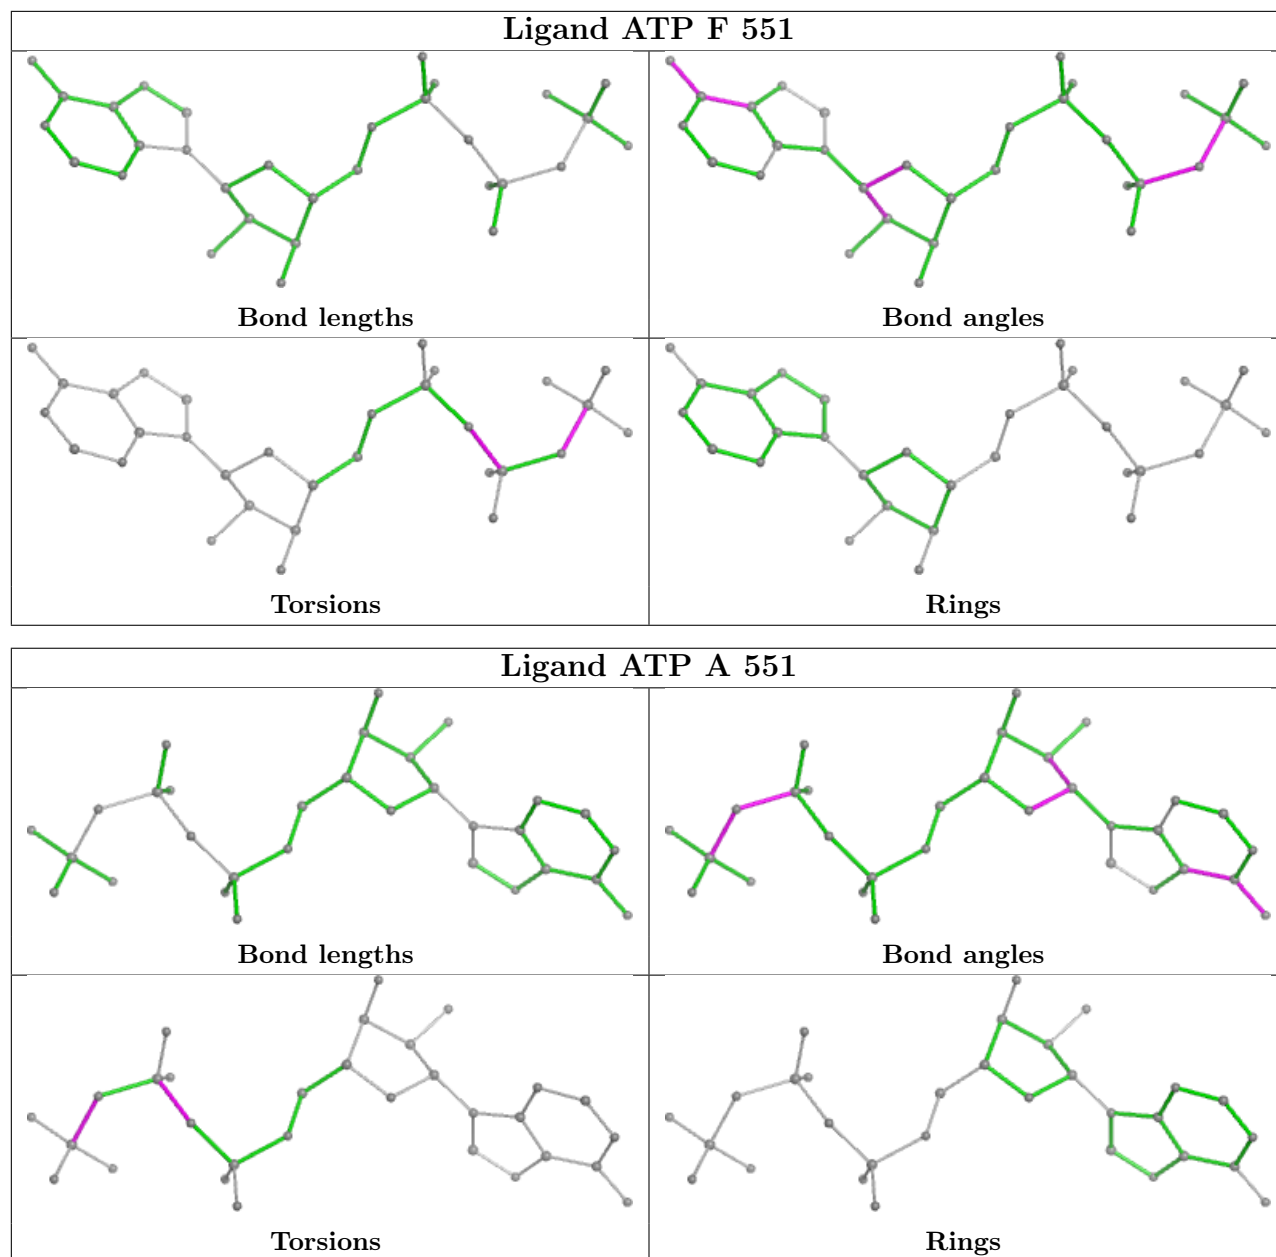 Ligand ATP F 551
Bond lengths
Bond angles
Torsions
Rings
Ligand ATP A 551
Bond lengths
Bond angles
Torsions
Rings